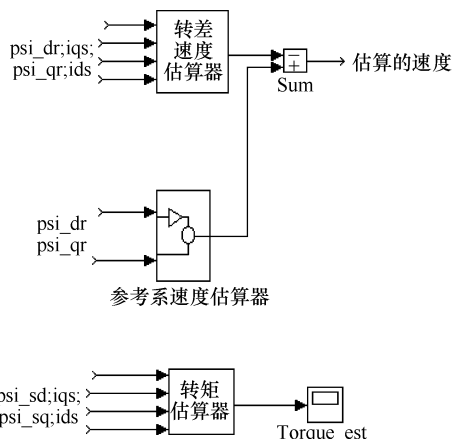 psi_dr;iqs;
psi_qr;ids
转差
速度
估算器
−
+
Sum
估算的速度
psi_dr
psi_qr
参考系速度估算器
psi_sd;iqs;
psi_sq;ids
转矩
估算器
Torque_est